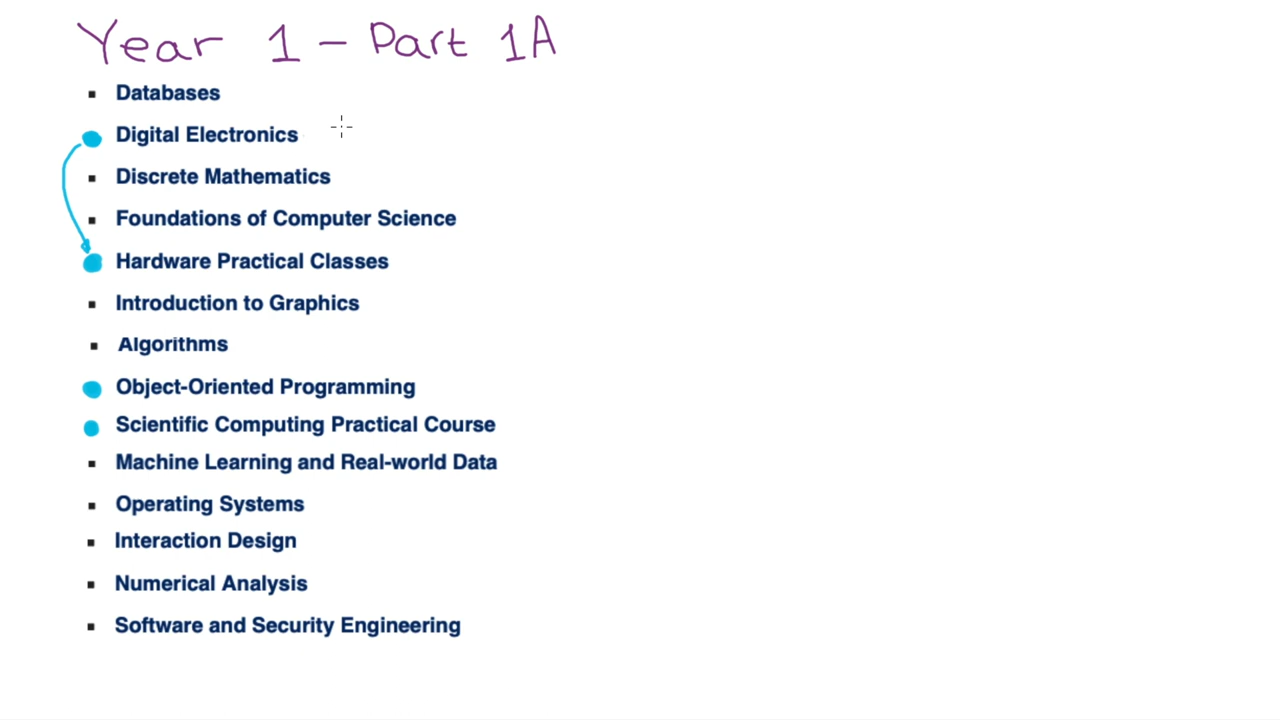 Year 1 - Part 1A
Databases
Digital Electronics
Discrete Mathematics
Foundations of Computer Science
Hardware Practical Classes
Introduction to Graphics
Algorithms
Object-Oriented Programming
Scientific Computing Practical Course
Machine Learning and Real-world Data
Operating Systems
Interaction Design
Numerical Analysis
Software and Security Engineering